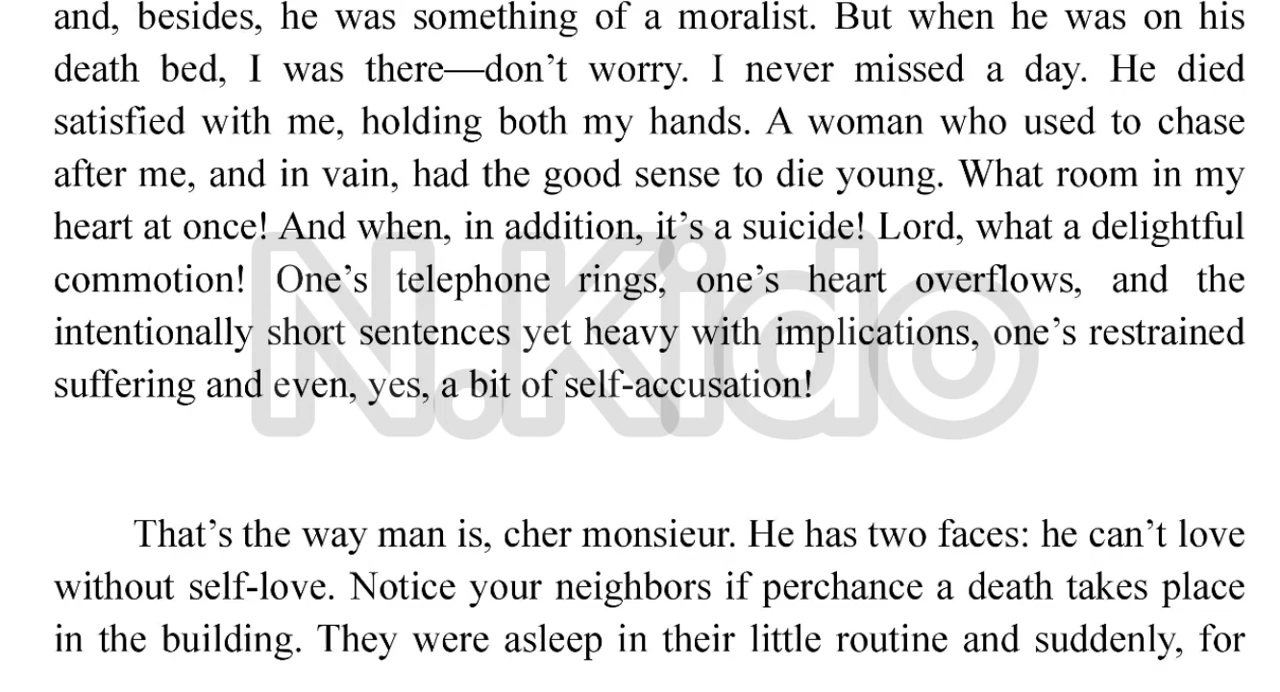 and, besides, he was something of a moralist. But when he was on his
death bed, I was there—don’t worry. I never missed a day. He died
satisfied with me, holding both my hands. A woman who used to chase
after me, and in vain, had the good sense to die young. What room in my
heart at once! And when, in addition, it’s a suicide! Lord, what a delightful
commotion! One’s telephone rings, one’s heart overflows, and the
intentionally short sentences yet heavy with implications, one’s restrained
suffering and even, yes, a bit of self-accusation!
N.Kido
That’s the way man is, cher monsieur. He has two faces: he can’t love
without self-love. Notice your neighbors if perchance a death takes place
in the building. They were asleep in their little routine and suddenly, for